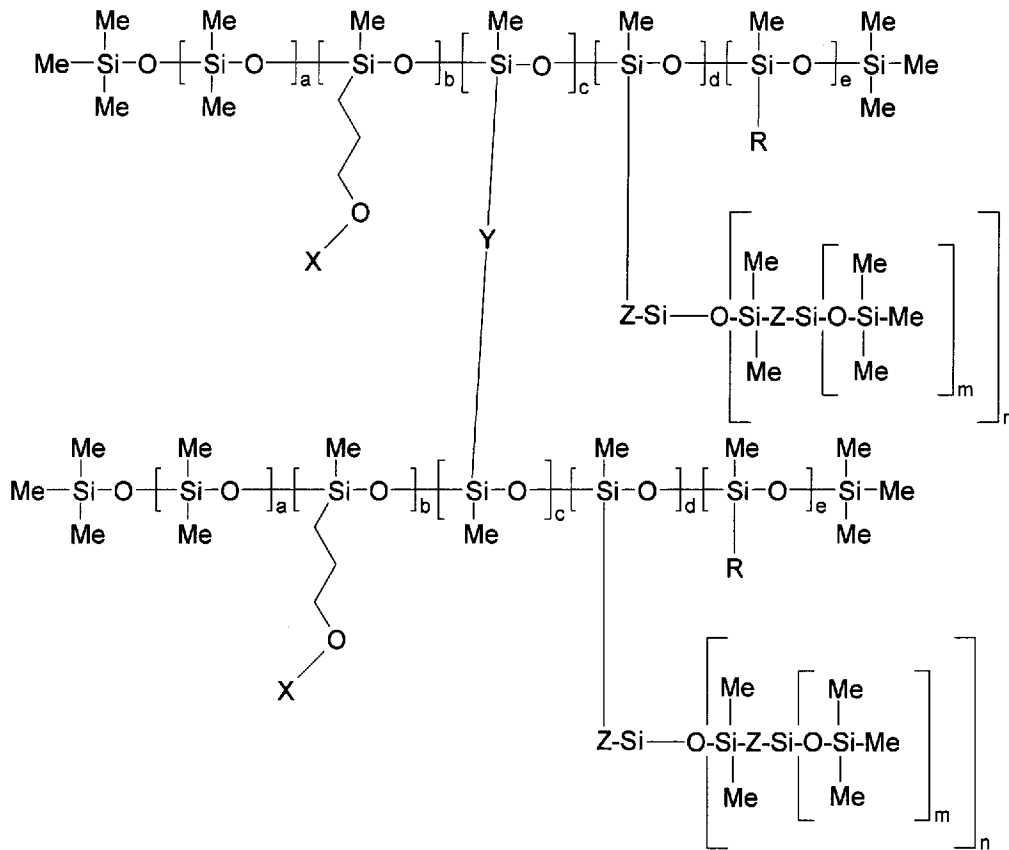 Me Me Me Me Me Me Me
Me-Si-O-[Si-O]a[Si-O]b[Si-O]c[Si-O]d[Si-O]e-Si-Me
Me Me Me
R
O
X
Y
Me Me
Z-Si-O-Si-Z-Si-O-Si-Me
Me Me
m
n
Me Me Me Me Me Me
Me-Si-O-[Si-O]a[Si-O]b[Si-O]c[Si-O]d[Si-O]e-Si-Me
Me Me Me Me
R
O
X
Me Me
Z-Si-O-Si-Z-Si-O-Si-Me
Me Me
m
n